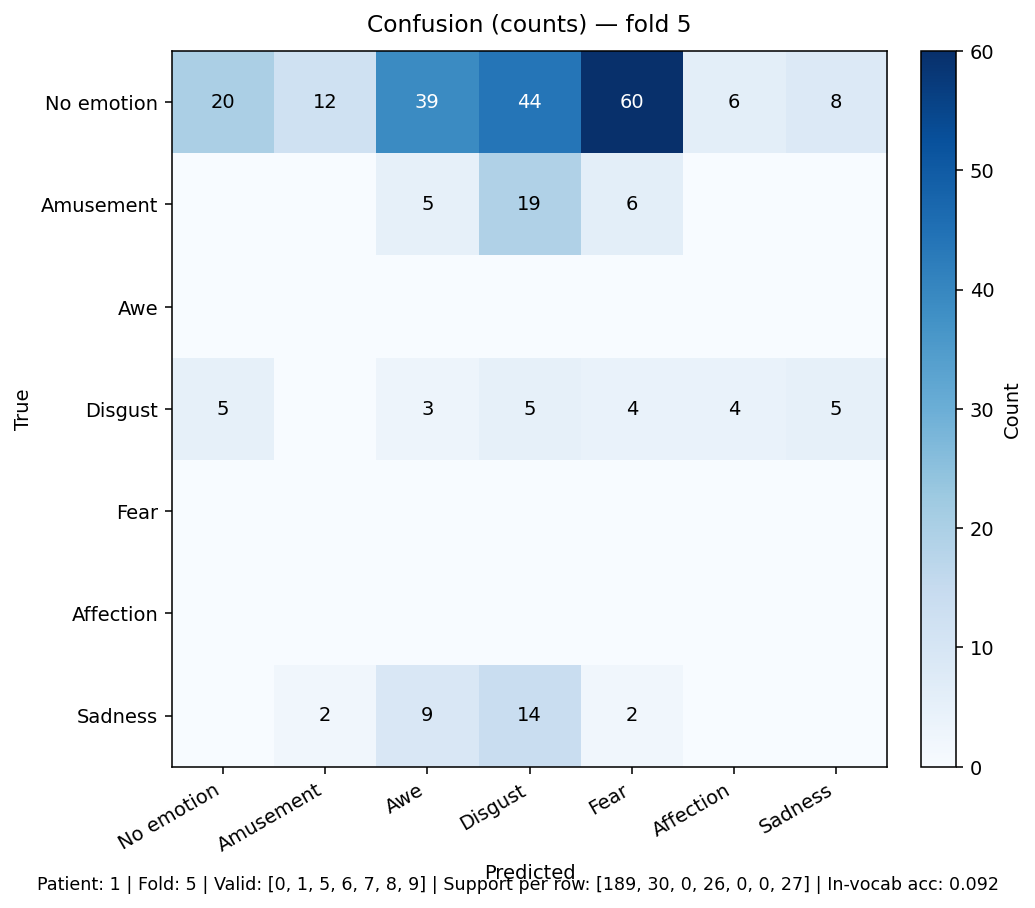 Confusion (counts) — fold 5
No emotion 20 12 39 44 60 6 8
Amusement 5 19 6
Awe
Disgust 5 3 5 4 4 5
Fear
Affection
Sadness 2 9 14 2
True
No emotion Amusement Awe Disgust Fear Affection Sadness
Predicted
60
50
40
30
20
10
0
Count
Patient: 1 | Fold: 5 | Valid: [0, 1, 5, 6, 7, 8, 9] | Support per row: [189, 30, 0, 26, 0, 0, 27] | In-vocab acc: 0.092